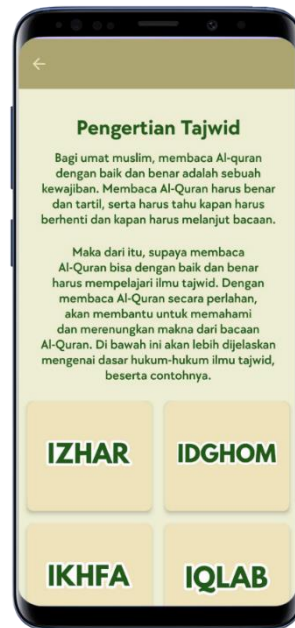 Pengertian Tajwid
Bagi umat muslim, membaca Al-quran
dengan baik dan benar adalah sebuah
kewajiban. Membaca Al-Quran harus benar
dan tartil, serta harus tahu kapan harus
berhenti dan kapan harus melanjut bacaan.
Maka dari itu, supaya membaca
Al-Quran bisa dengan baik dan benar
harus mempelajari ilmu tajwid. Dengan
membaca Al-Quran secara perlahan,
akan membantu untuk memahami
dan merenungkan makna dari bacaan
Al-Quran. Di bawah ini akan lebih dijelaskan
mengenai dasar hukum-hukum ilmu tajwid,
beserta contohnya.
IZHAR
IDGHOM
IKHFA
IQLAB